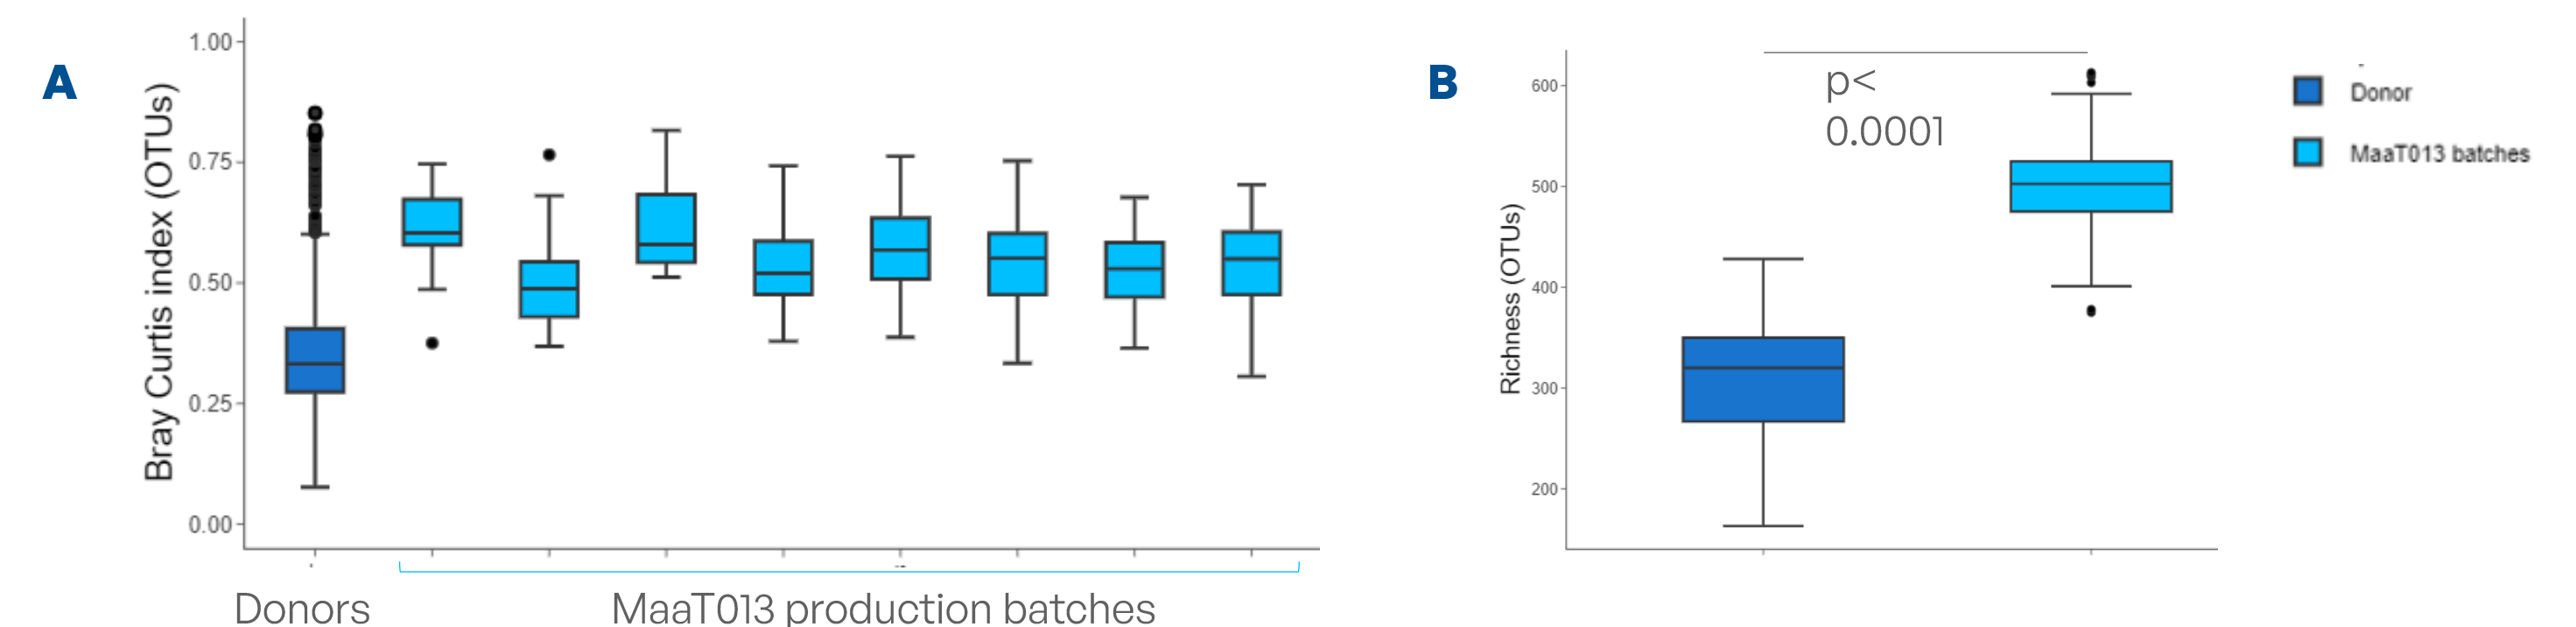 A
Bray Curtis index (OTUs)
1.00
0.75
0.50
0.25
0.00
Donors
MaaT013 production batches
B
Richness (OTUs)
600
500
400
300
200
p<
0.0001
Donor
MaaT013 batches